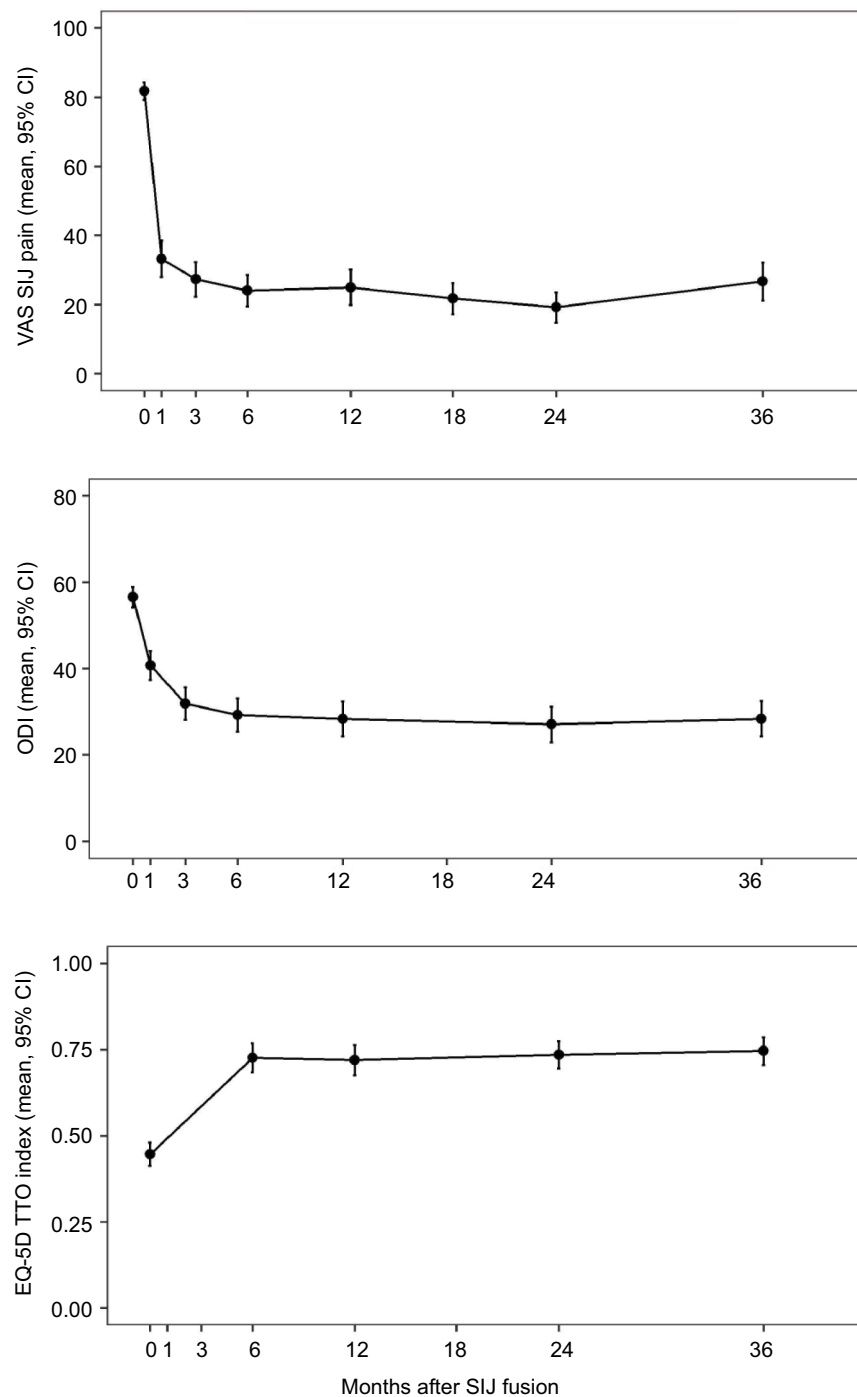 VAS SIJ pain (mean, 95% CI)
100
80
60
40
20
0
0 1 3 6 12 18 24 36
ODI (mean, 95% CI)
80
60
40
20
0
0 1 3 6 12 18 24 36
EQ-5D TTO index (mean, 95% CI)
1.00
0.75
0.50
0.25
0.00
0 1 3 6 12 18 24 36
Months after SIJ fusion